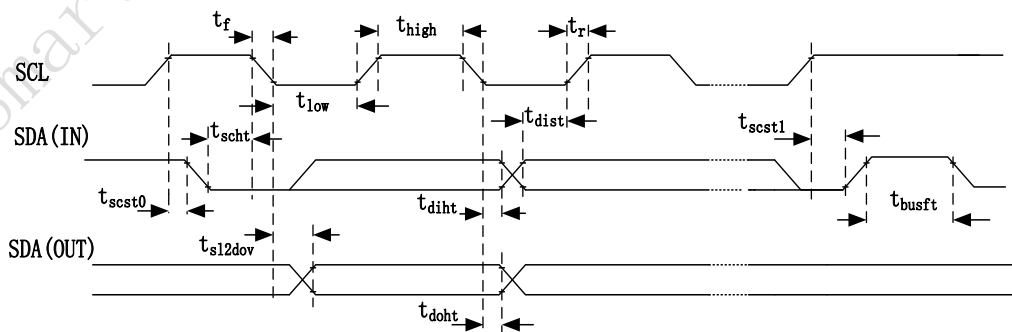 t_f
t_high
t_r
SCL
t_low
t_dist
t_scht
t_scst1
SDA(IN)
t_scst0
t_diht
t_busft
t_sl2dov
SDA(OUT)
t_doht